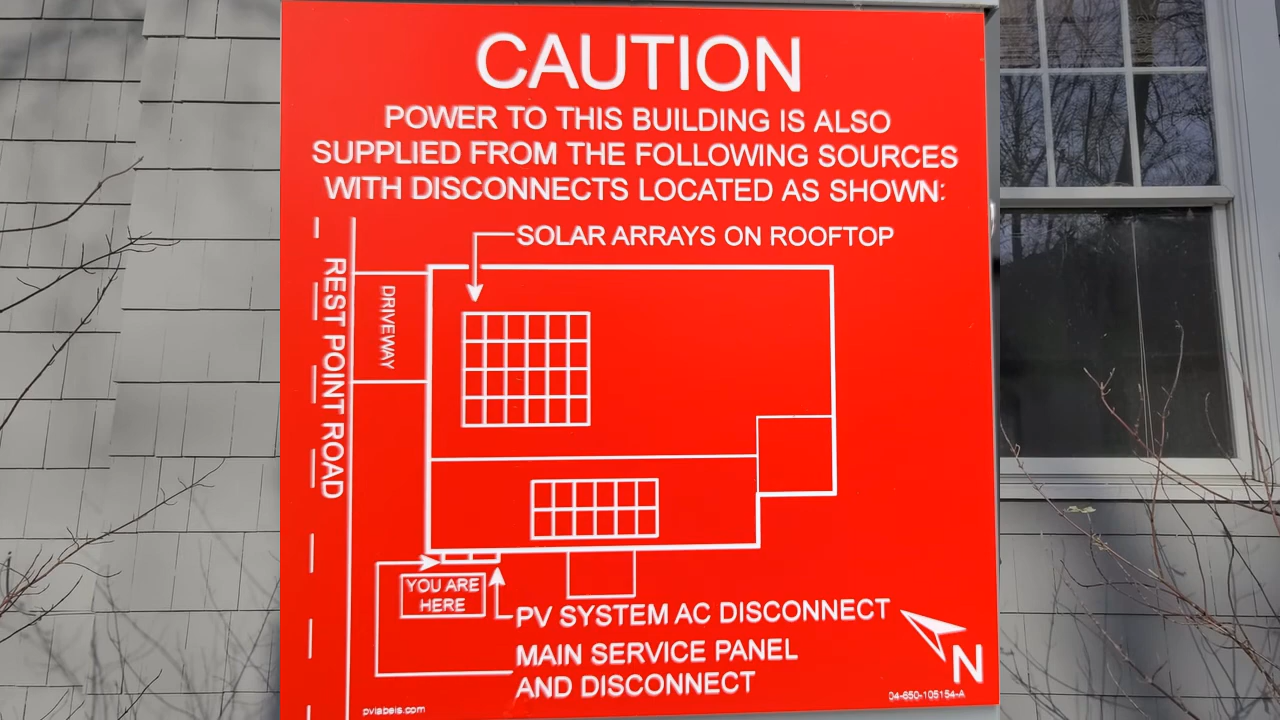 CAUTION
POWER TO THIS BUILDING IS ALSO
SUPPLIED FROM THE FOLLOWING SOURCES
WITH DISCONNECTS LOCATED AS SHOWN:
SOLAR ARRAYS ON ROOFTOP
REST POINT ROAD
DRIVEWAY
YOU ARE
HERE
PV SYSTEM AC DISCONNECT
MAIN SERVICE PANEL
AND DISCONNECT
N
04-650-105154-A
pvlabels.com